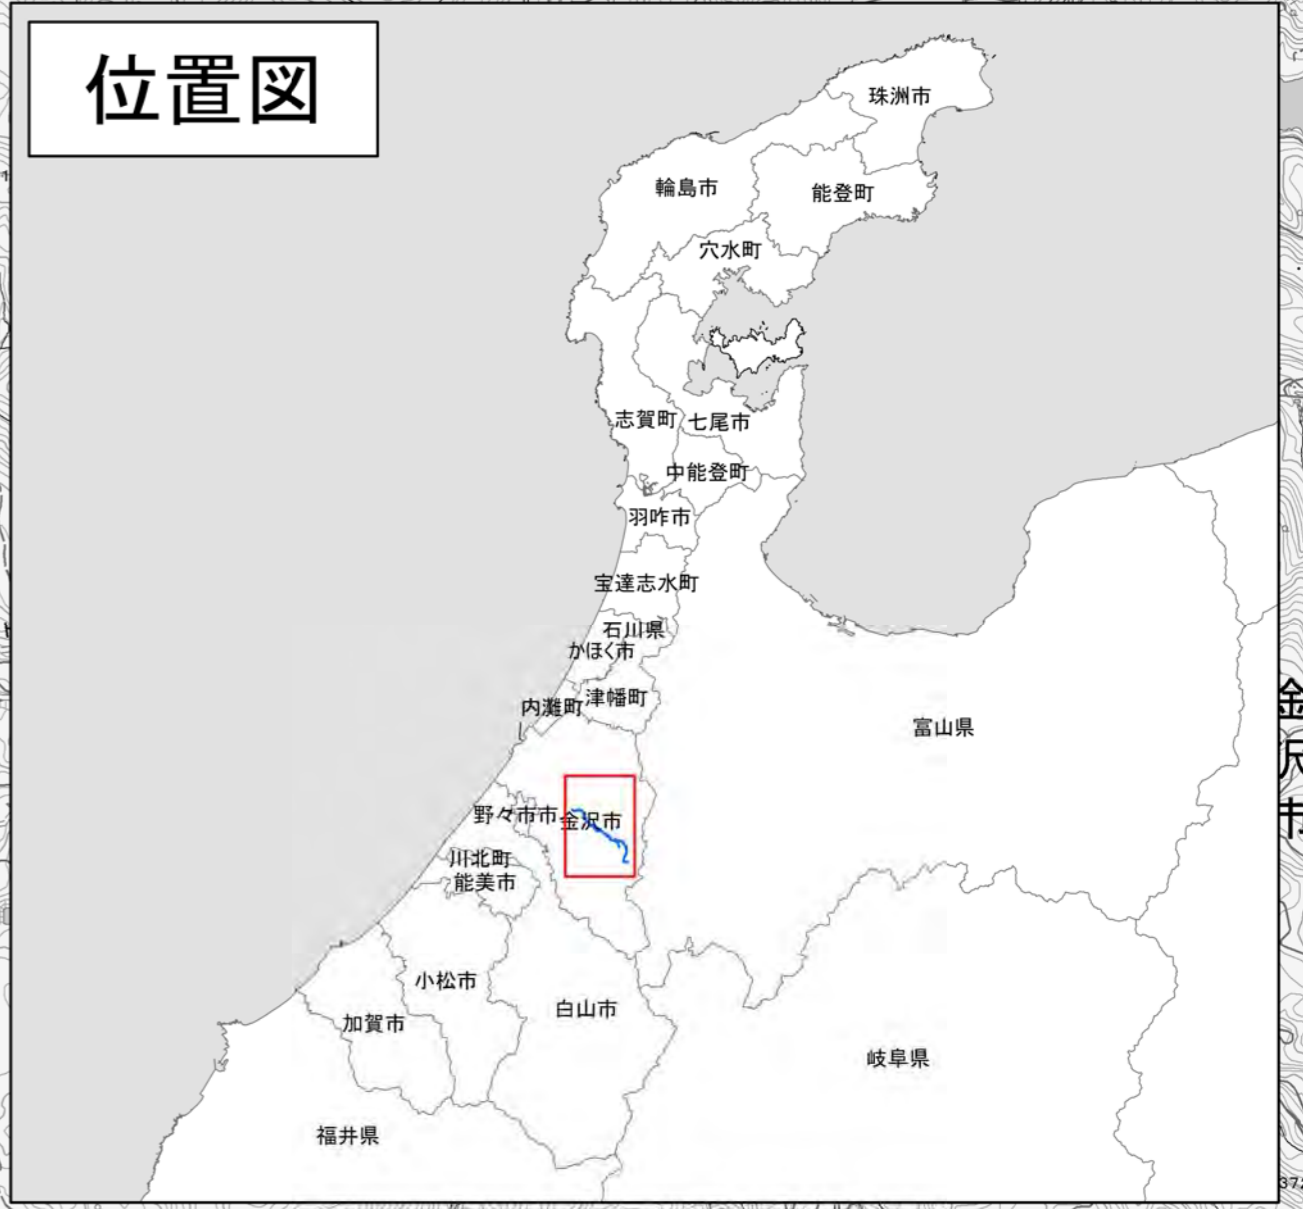 位置図
珠洲市
輪島市
能登町
穴水町
志賀町
七尾市
中能登町
羽咋市
宝達志水町
石川県
かほく市
津幡町
内灘町
富山県
金沢市
野々市市
金沢市
川北町
能美市
小松市
白山市
加賀市
岐阜県
福井県